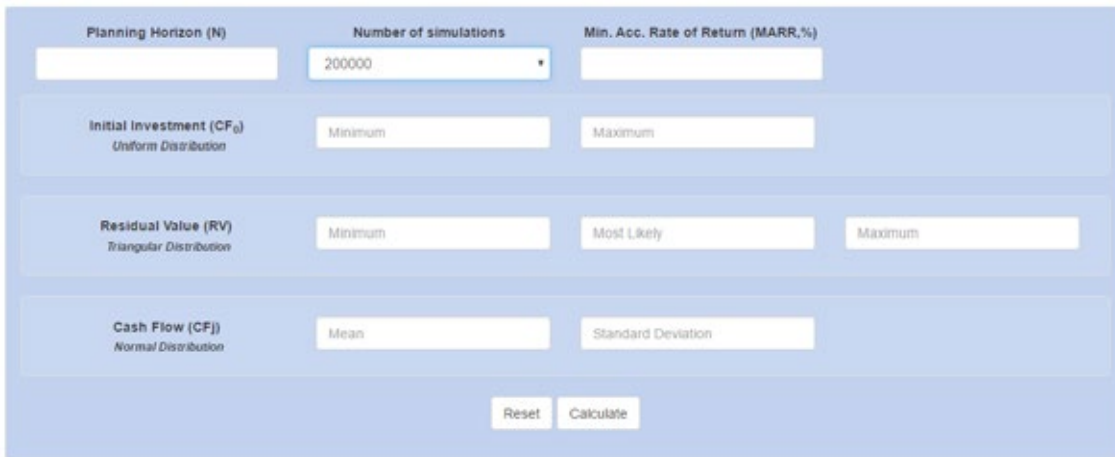 Planning Horizon (N) Number of simulations Min. Acc. Rate of Return (MARR,%)
200000
Initial Investment (CF₀) Minimum Maximum
Uniform Distribution
Residual Value (RV) Minimum Most Likely Maximum
Triangular Distribution
Cash Flow (CFj) Mean Standard Deviation
Normal Distribution
Reset Calculate